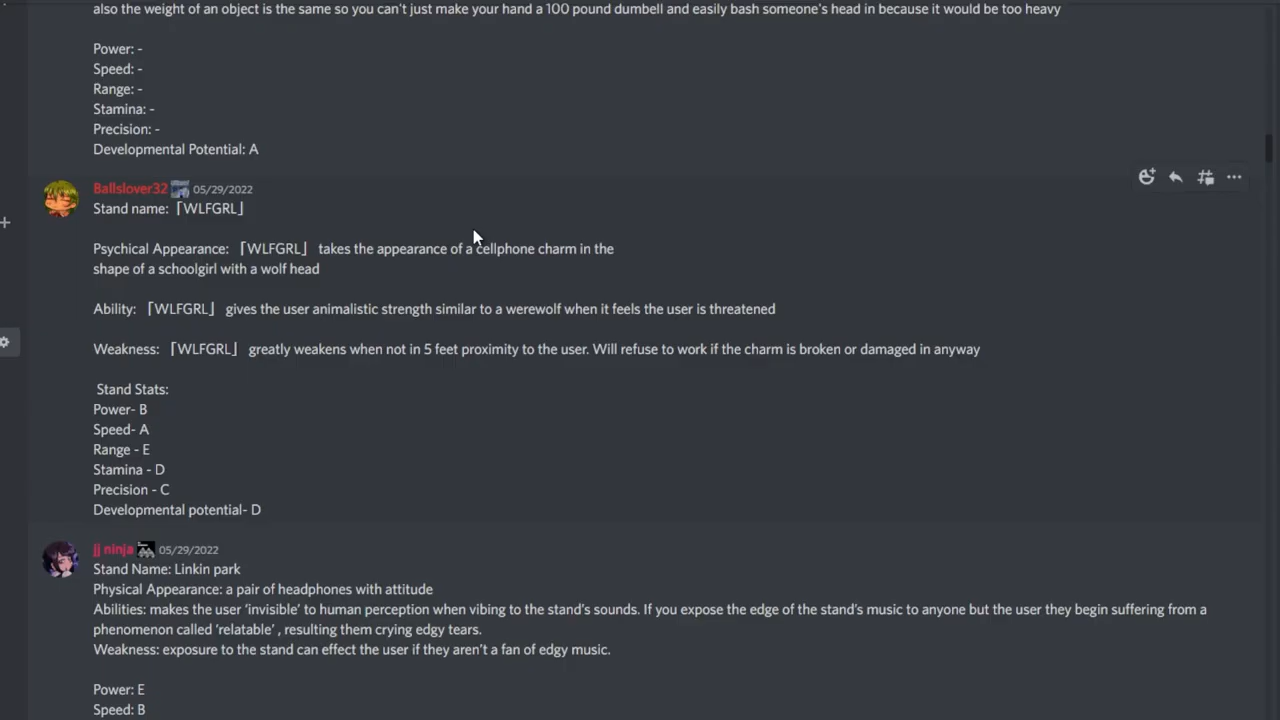 also the weight of an object is the same so you can't just make your hand a 100 pound dumbell and easily bash someone's head in because it would be too heavy
Power: -
Speed: -
Range: -
Stamina: -
Precision: -
Developmental Potential: A
Ballslover32 05/29/2022
Stand name: ｢WLFGRL｣
Psychical Appearance: ｢WLFGRL｣ takes the appearance of a cellphone charm in the
shape of a schoolgirl with a wolf head
Ability: ｢WLFGRL｣ gives the user animalistic strength similar to a werewolf when it feels the user is threatened
Weakness: ｢WLFGRL｣ greatly weakens when not in 5 feet proximity to the user. Will refuse to work if the charm is broken or damaged in anyway
Stand Stats:
Power- B
Speed- A
Range - E
Stamina - D
Precision - C
Developmental potential- D
jj ninja 05/29/2022
Stand Name: Linkin park
Physical Appearance: a pair of headphones with attitude
Abilities: makes the user ‘invisible’ to human perception when vibing to the stand’s sounds. If you expose the edge of the stand’s music to anyone but the user they begin suffering from a
phenomenon called ‘relatable’ , resulting them crying edgy tears.
Weakness: exposure to the stand can effect the user if they aren’t a fan of edgy music.
Power: E
Speed: B